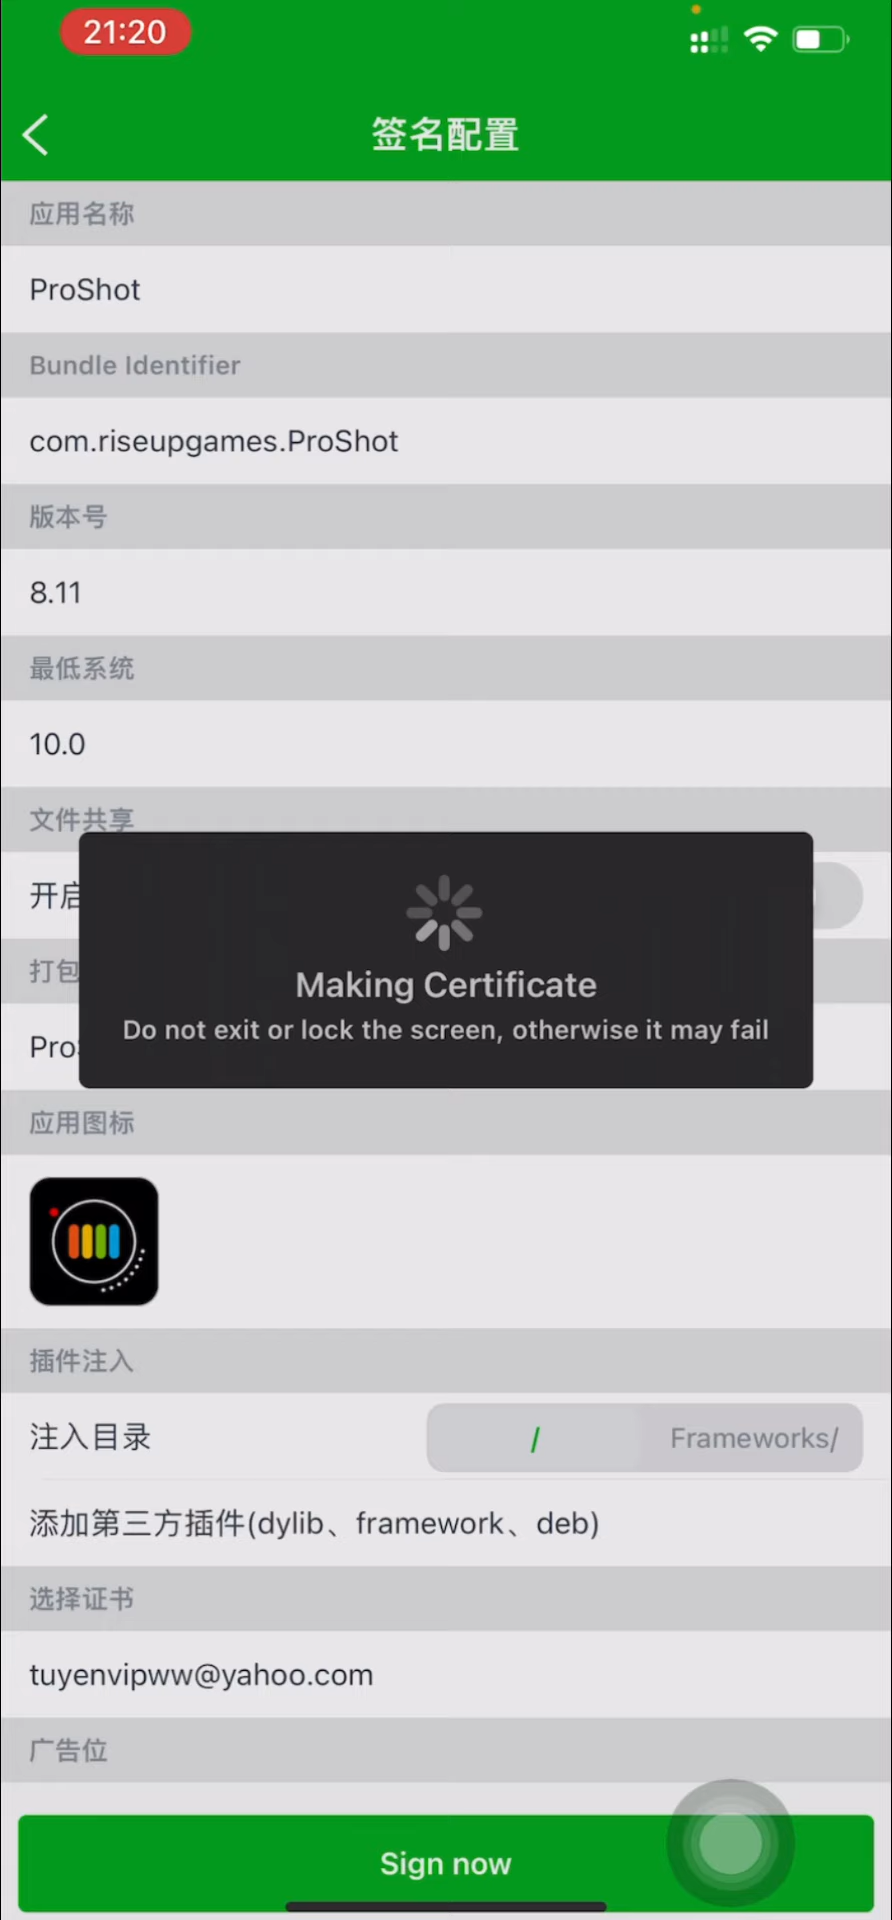 21:20
签名配置
应用名称
ProShot
Bundle Identifier
com.riseupgames.ProShot
版本号
8.11
最低系统
10.0
文件共享
开启
打包
Making Certificate
Do not exit or lock the screen, otherwise it may fail
Pro
应用图标
插件注入
注入目录 / Frameworks/
添加第三方插件(dylib、framework、deb)
选择证书
tuyenvipww@yahoo.com
广告位
Sign now